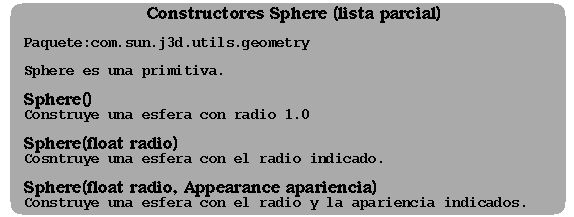 Constructores Sphere (lista parcial)
Paquete:com.sun.j3d.utils.geometry
Sphere es una primitiva.
Sphere()
Construye una esfera con radio 1.0
Sphere(float radio)
Cosntruye una esfera con el radio indicado.
Sphere(float radio, Appearance apariencia)
Construye una esfera con el radio y la apariencia indicados.